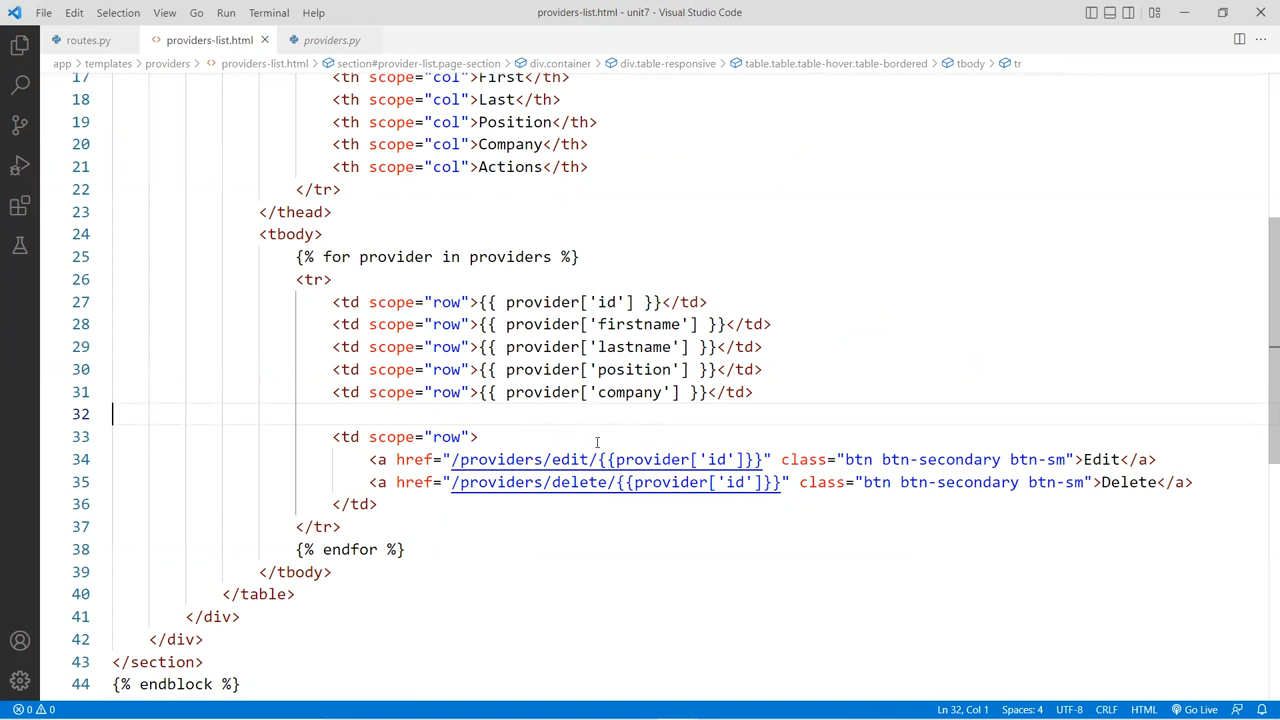 File Edit Selection View Go Run Terminal Help
providers-list.html - unit7 - Visual Studio Code
routes.py
<> providers-list.html
providers.py
app > templates > providers > <> providers-list.html > section#provider-list.page-section > div.container > div.table-responsive > table.table.table-hover.table-bordered > tbody > tr
17 <th scope="col">First</th>
18 <th scope="col">Last</th>
19 <th scope="col">Position</th>
20 <th scope="col">Company</th>
21 <th scope="col">Actions</th>
22 </tr>
23 </thead>
24 <tbody>
25 {% for provider in providers %}
26 <tr>
27 <td scope="row">{{ provider['id'] }}</td>
28 <td scope="row">{{ provider['firstname'] }}</td>
29 <td scope="row">{{ provider['lastname'] }}</td>
30 <td scope="row">{{ provider['position'] }}</td>
31 <td scope="row">{{ provider['company'] }}</td>
32
33 <td scope="row">
34 <a href="/providers/edit/{{provider['id']}}" class="btn btn-secondary btn-sm">Edit</a>
35 <a href="/providers/delete/{{provider['id']}}" class="btn btn-secondary btn-sm">Delete</a>
36 </td>
37 </tr>
38 {% endfor %}
39 </tbody>
40 </table>
41 </div>
42 </div>
43 </section>
44 {% endblock %}
0 0 Ln 32, Col 1 Spaces: 4 UTF-8 CRLF HTML Go Live